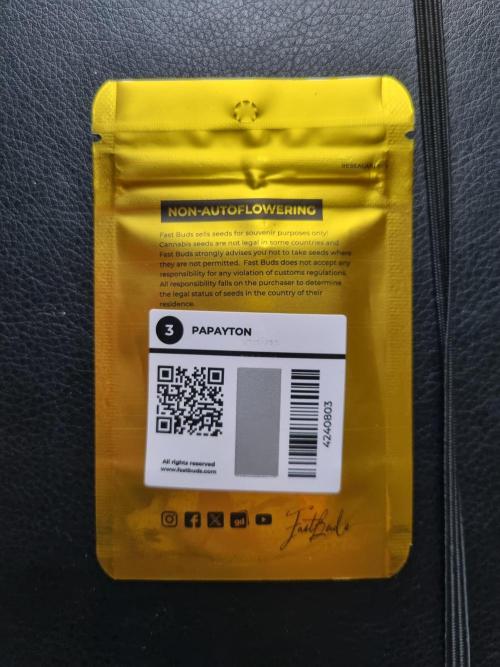 RESEALABLE
NON-AUTOFLOWERING
Fast Buds sells seeds for souvenir purposes only!
Cannabis seeds are not legal in some countries and
Fast Buds strongly advises you not to take seeds where
they are not permitted. Fast Buds does not accept any
responsibility for any violation of customs regulations.
All responsibility falls on the purchaser to determine
the legal status of seeds in the country of their
residence.
3 PAPAYTON
4240803
All rights reserved
www.fastbuds.com
gd
FastBuds